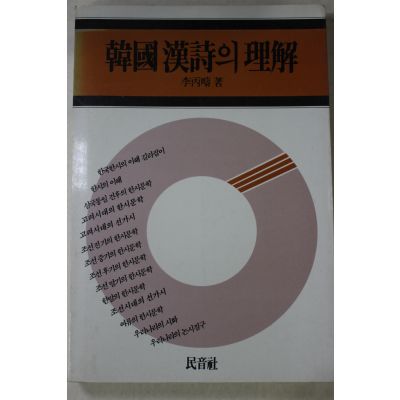 韓國漢詩의 理解
李丙疇 著
한국한시의 이해 길라잡이
한시의 이해
삼국통일 전후의 한시문학
고려시대의 한시문학
고려시대의 선가시
조선전기의 한시문학
조선중기의 한시문학
조선후기의 한시문학
조선말기의 한시문학
한말의 한시문학
조선시대의 선가시
여류의 한시문학
우리나라의 시화
우리나라의 논시절구
民音社